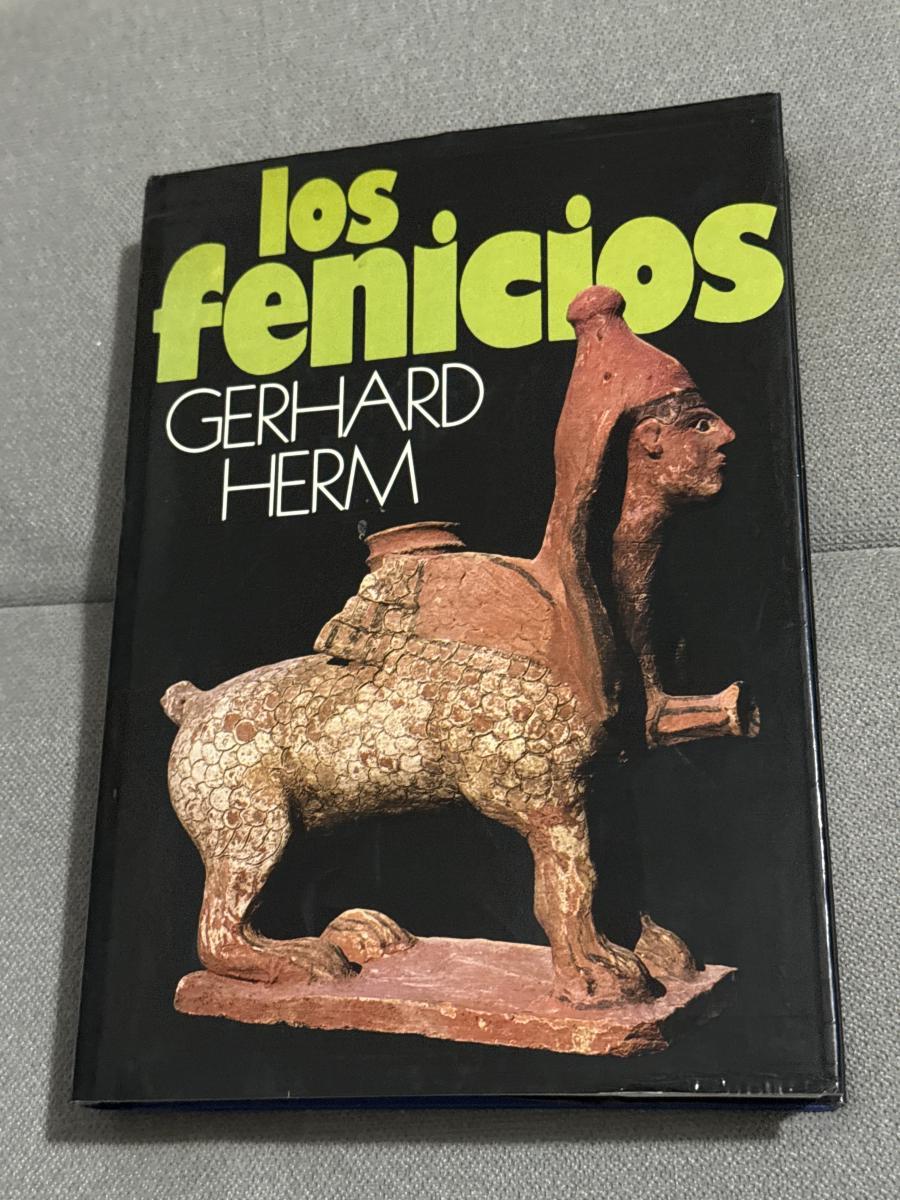 los
fenicios
GERHARD
HERM